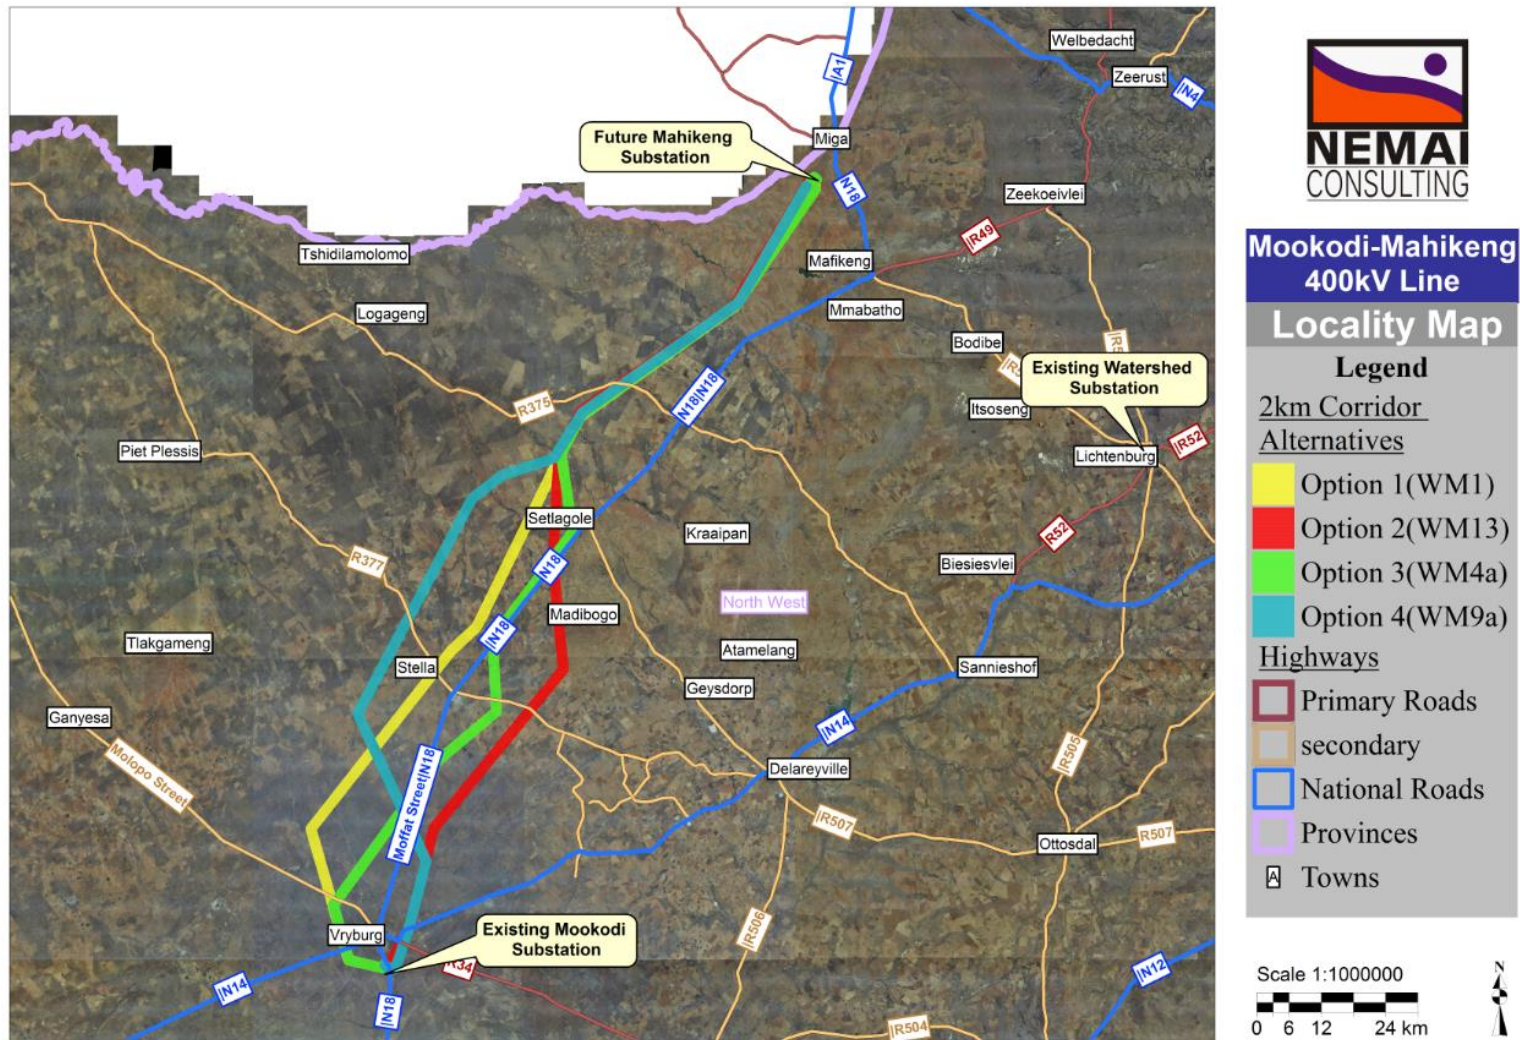 Welbedacht
Zeerust
|N4
|A1
Future Mahikeng
Substation
Miga
N18
Zeekoeivlei
|R49
Tshidilamolomo
Mafikeng
Logageng
Mmabatho
Bodibe
Existing Watershed
Substation
R375
N18|N18
Itsoseng
|R52
Piet Plessis
Lichtenburg
Setlagole
Kraaipan
R52
R377
|N18
Biesiesvlei
North West
Madibogo
|N18
Tlakgameng
Atamelang
Stella
Sannieshof
Geysdorp
Ganyesa
|N14
Molopo Street
|R505
Delareyville
Moffat Street|N18
|R507
R507
Ottosdal
Vryburg
Existing Mookodi
Substation
|R506
R34
|N14
|N12
|N18
|R504
NEMAI
CONSULTING
Mookodi-Mahikeng
400kV Line
Locality Map
Legend
2km Corridor
Alternatives
Option 1(WM1)
Option 2(WM13)
Option 3(WM4a)
Option 4(WM9a)
Highways
Primary Roads
secondary
National Roads
Provinces
A Towns
Scale 1:1000000
0 6 12 24 km
N